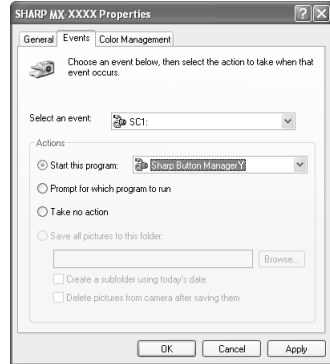 SHARP MX-XXXX Properties
General Events Color Management
Choose an event below, then select the action to take when that
event occurs.
Select an event: SC1:
Actions
Start this program: Sharp Button ManagerY
Prompt for which program to run
Take no action
Save all pictures to this folder:
Browse...
Create a subfolder using today's date
Delete pictures from camera after saving them
OK Cancel Apply